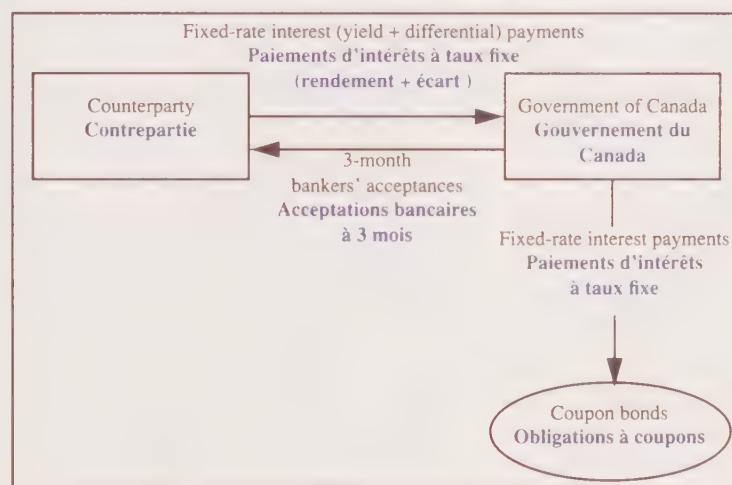 Fixed-rate interest (yield + differential) payments
Paiements d'intérêts à taux fixe
(rendement + écart )
Counterparty
Contrepartie
Government of Canada
Gouvernement du
Canada
3-month
bankers' acceptances
Acceptations bancaires
à 3 mois
Fixed-rate interest payments
Paiements d'intérêts
à taux fixe
Coupon bonds
Obligations à coupons